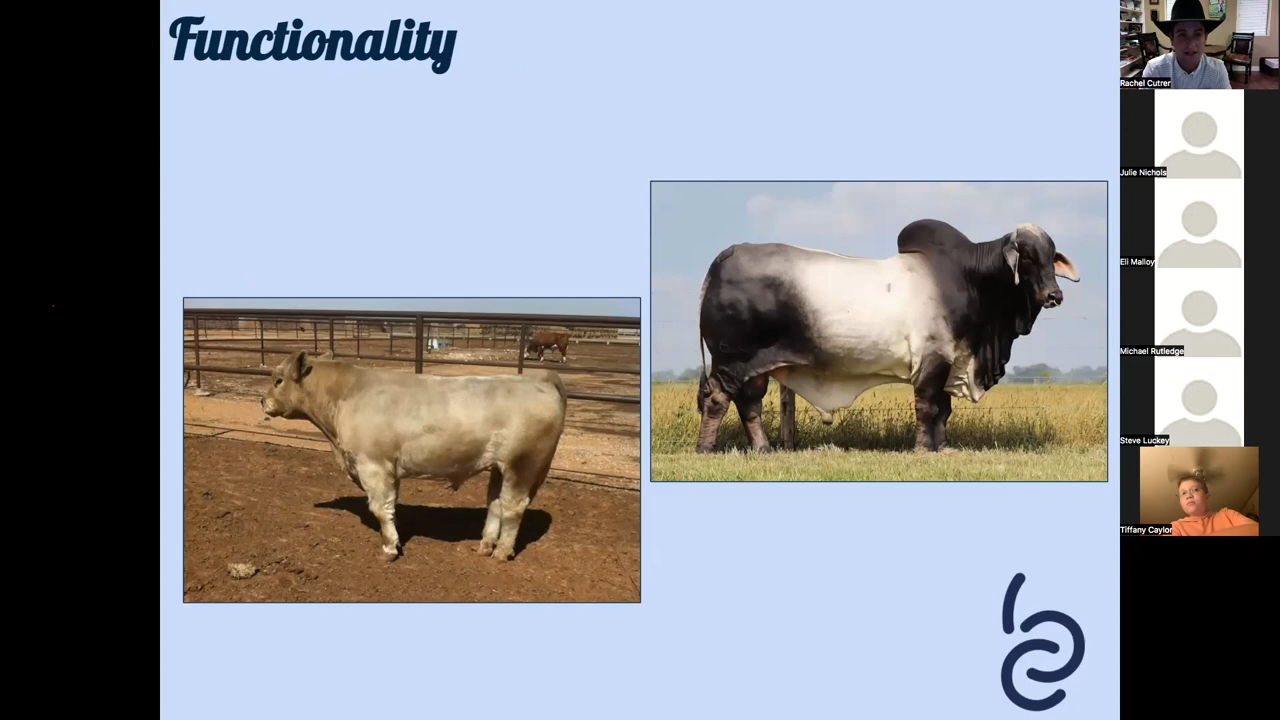 Functionality
Rachel Cutrer
Julie Nichols
Eli Malloy
Michael Rutledge
Steve Luckey
Tiffany Caylor